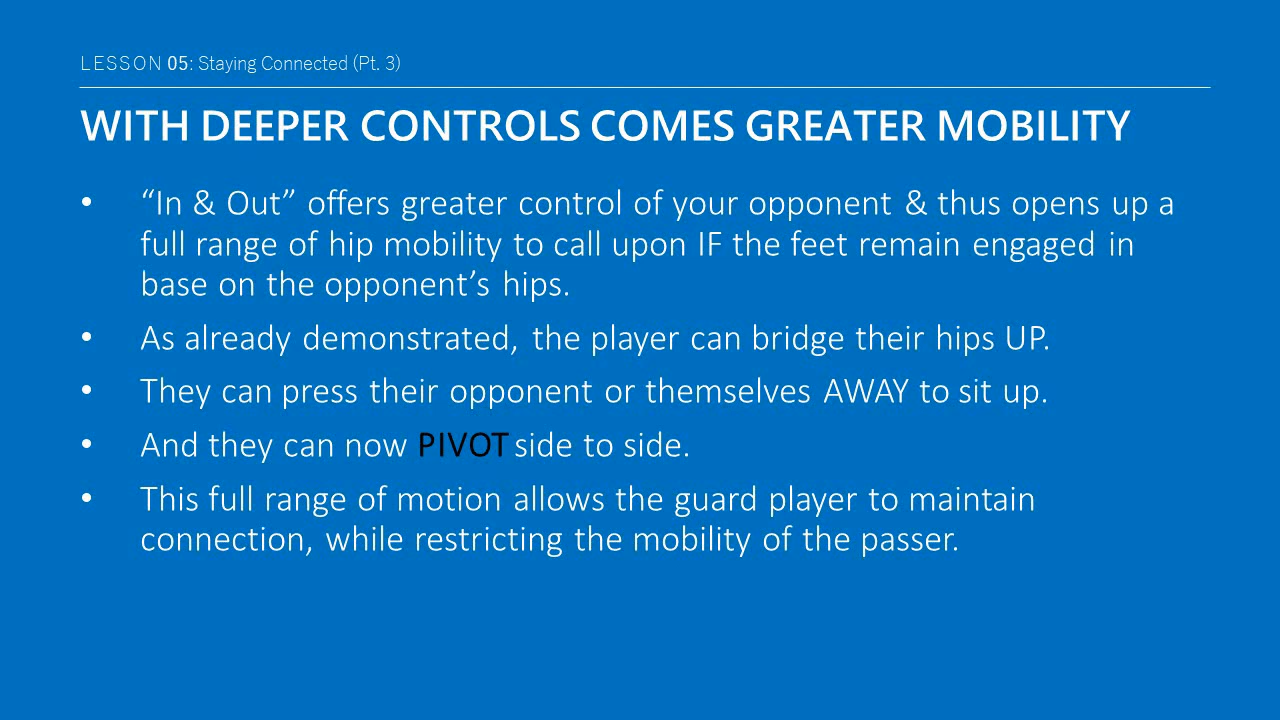 LESSON 05: Staying Connected (Pt. 3)
WITH DEEPER CONTROLS COMES GREATER MOBILITY
• “In & Out” offers greater control of your opponent & thus opens up a
full range of hip mobility to call upon IF the feet remain engaged in
base on the opponent’s hips.
• As already demonstrated, the player can bridge their hips UP.
• They can press their opponent or themselves AWAY to sit up.
• And they can now PIVOT side to side.
• This full range of motion allows the guard player to maintain
connection, while restricting the mobility of the passer.